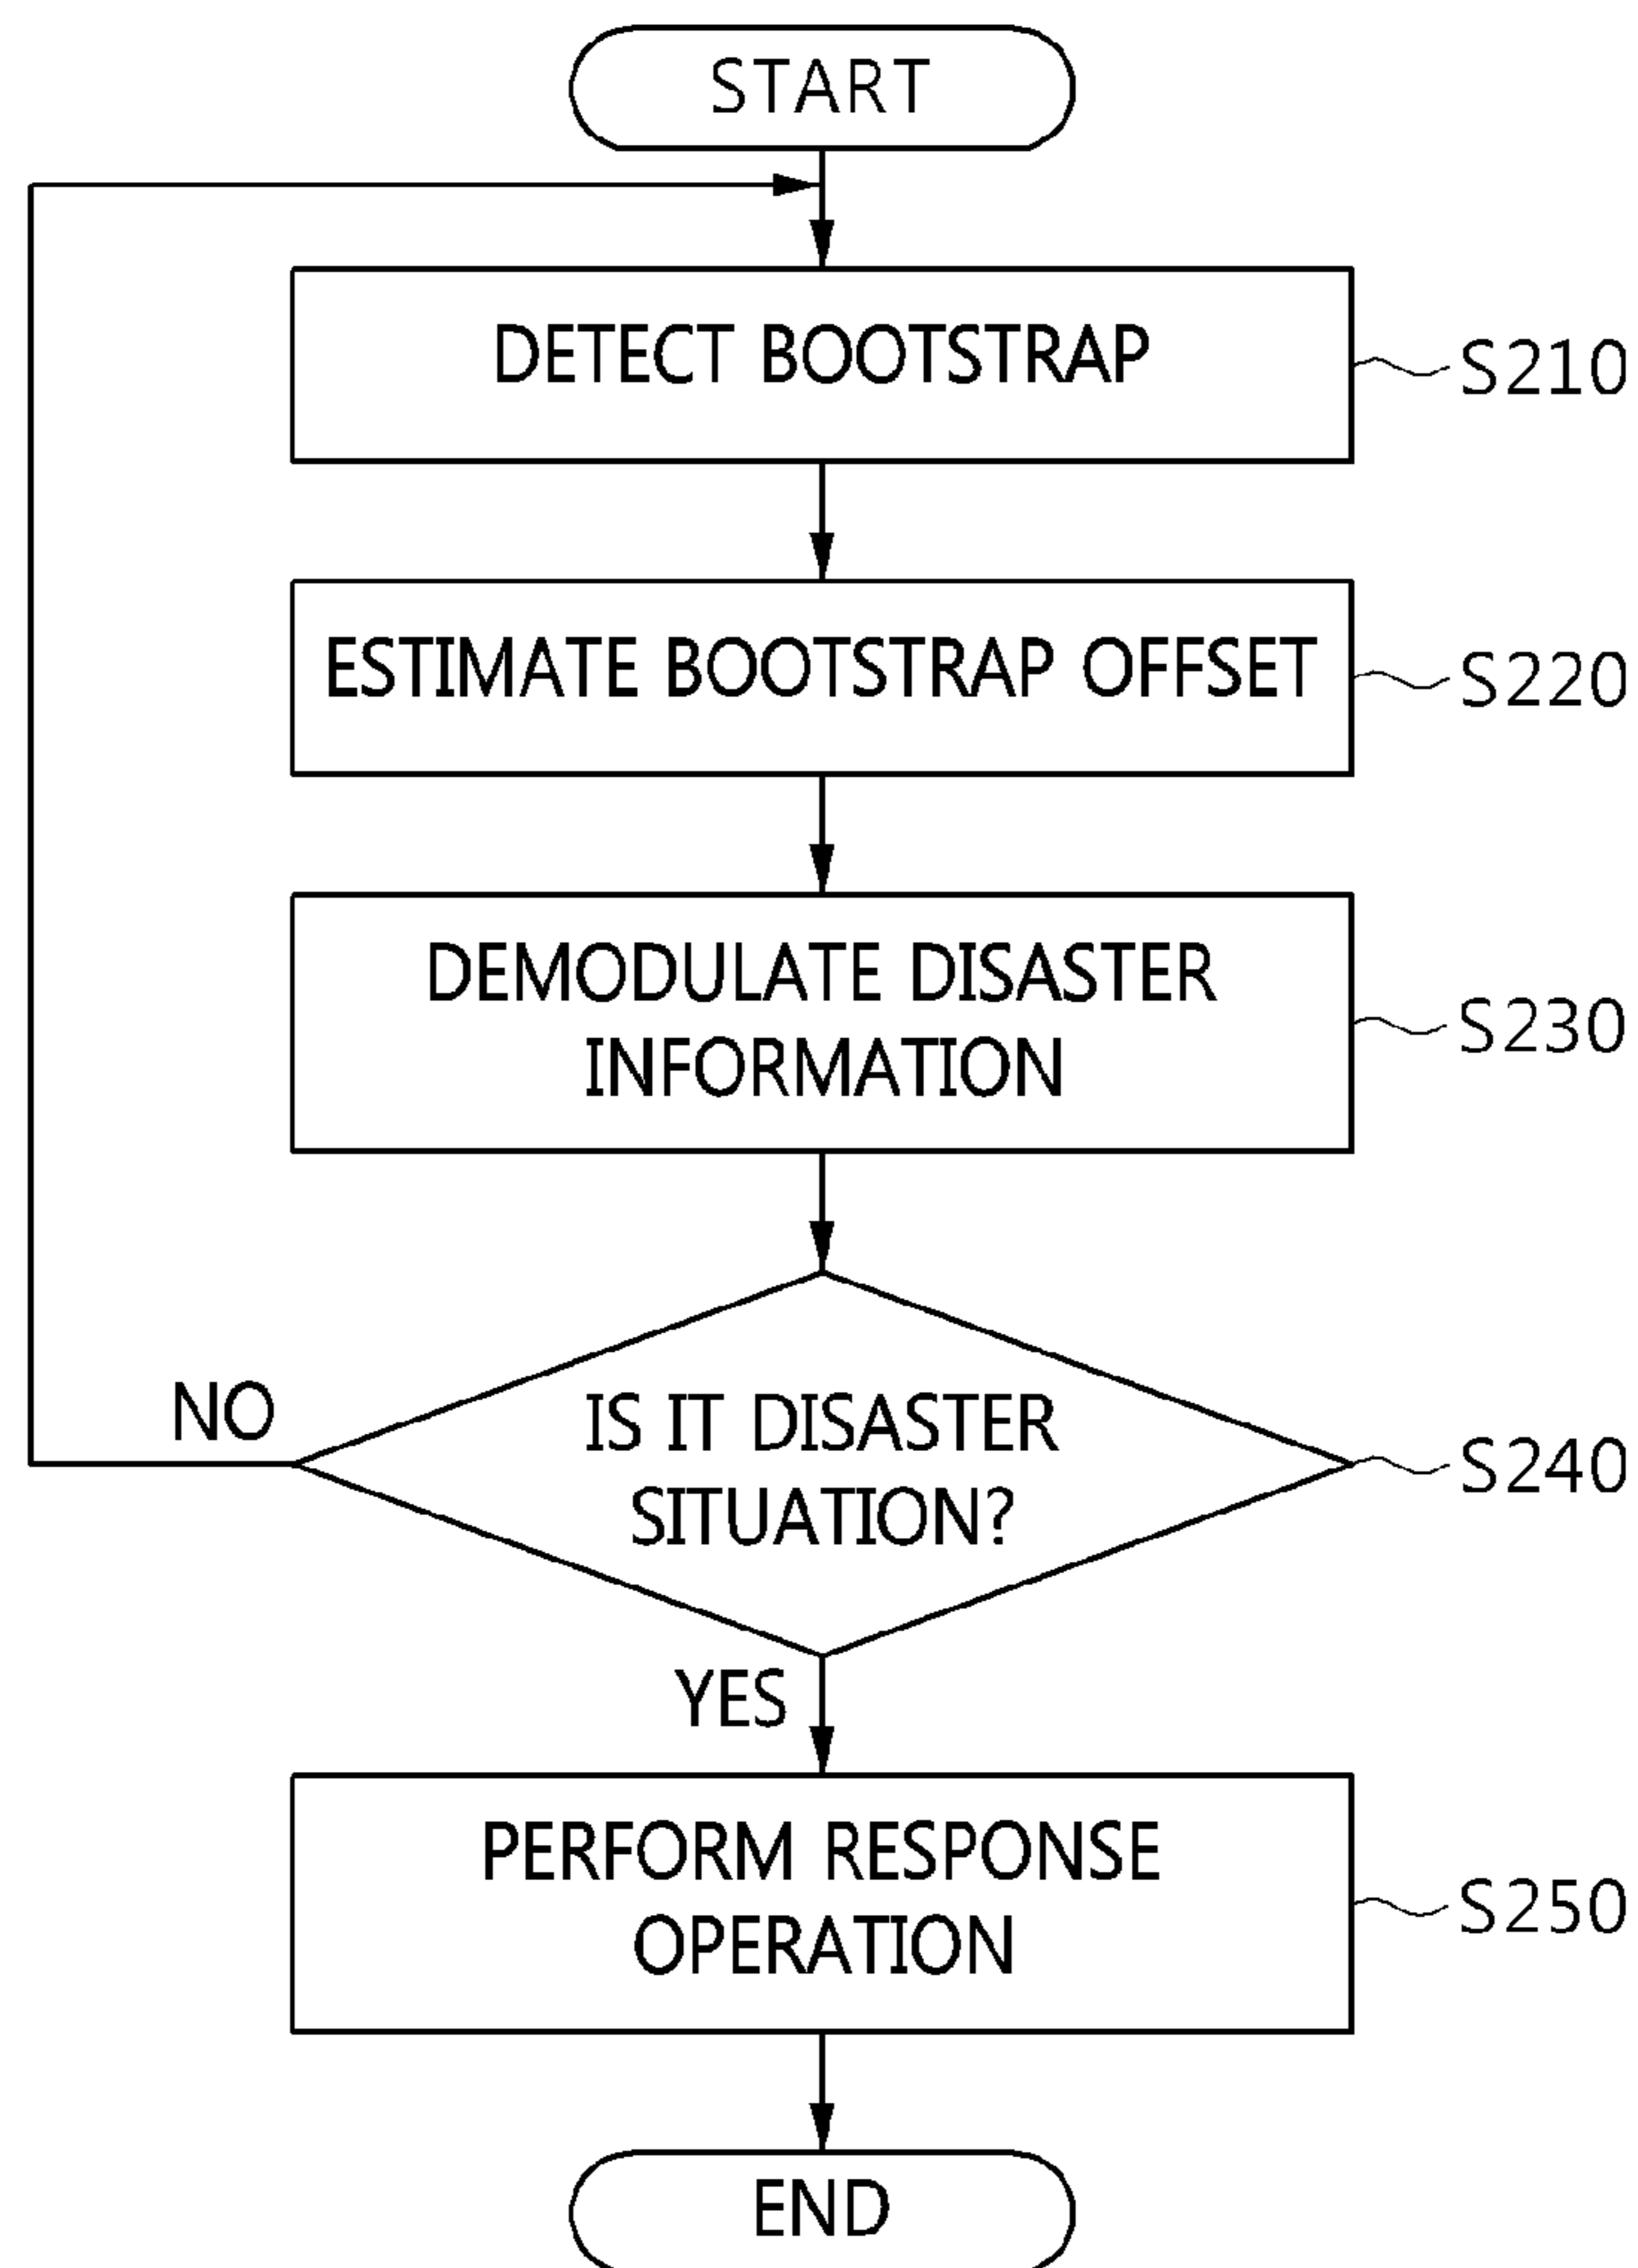 START
DETECT BOOTSTRAP
S210
ESTIMATE BOOTSTRAP OFFSET
S220
DEMODULATE DISASTER
INFORMATION
S230
NO
IS IT DISASTER
SITUATION?
S240
YES
PERFORM RESPONSE
OPERATION
S250
END